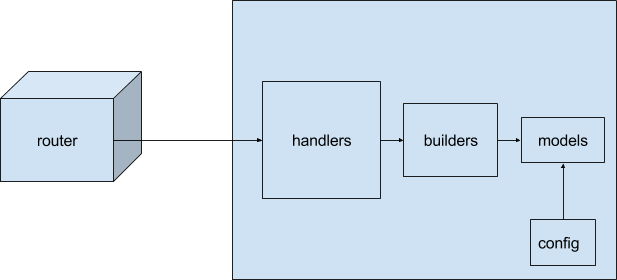 router
handlers
builders
models
config